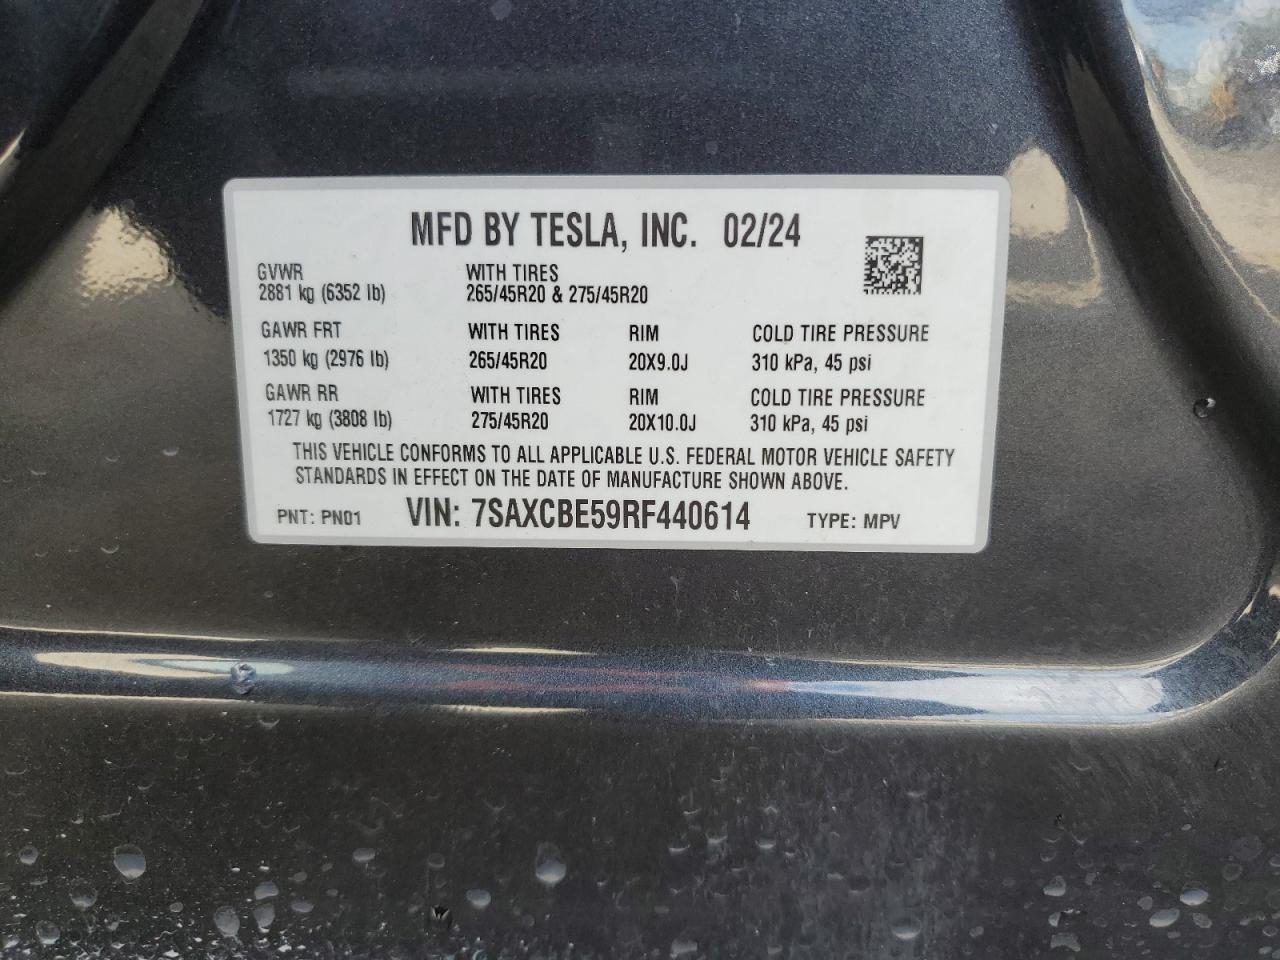 MFD BY TESLA, INC. 02/24
GVWR WITH TIRES
2881 kg (6352 lb) 265/45R20 & 275/45R20
GAWR FRT WITH TIRES RIM COLD TIRE PRESSURE
1350 kg (2976 lb) 265/45R20 20X9.0J 310 kPa, 45 psi
GAWR RR WITH TIRES RIM COLD TIRE PRESSURE
1727 kg (3808 lb) 275/45R20 20X10.0J 310 kPa, 45 psi
THIS VEHICLE CONFORMS TO ALL APPLICABLE U.S. FEDERAL MOTOR VEHICLE SAFETY
STANDARDS IN EFFECT ON THE DATE OF MANUFACTURE SHOWN ABOVE.
PNT: PN01 VIN: 7SAXCBE59RF440614 TYPE: MPV